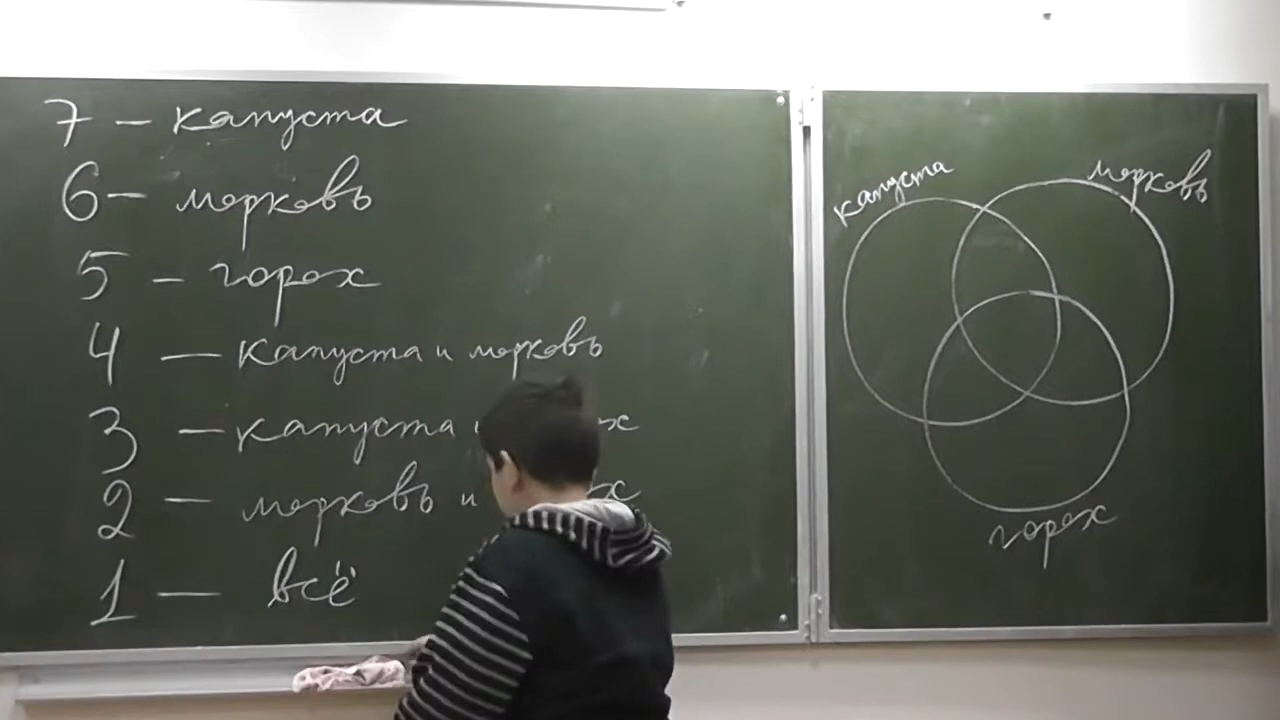 7 – капуста
6 – морковь
5 – горох
4 — капуста и морковь
3 — капуста
2 — морковь и
1 — всё
капуста
морковь
горох